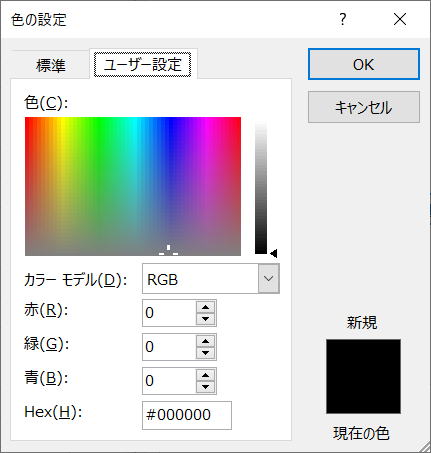 色の設定
標準
ユーザー設定
OK
キャンセル
色(C):
カラー モデル(D):
RGB
赤(R):
0
緑(G):
0
青(B):
0
Hex(H):
#000000
新規
現在の色